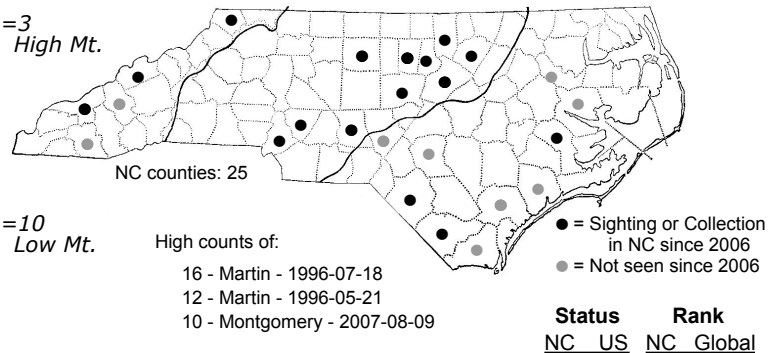 =3
High Mt.
NC counties: 25
=10
Low Mt.
High counts of:
16 - Martin - 1996-07-18
12 - Martin - 1996-05-21
10 - Montgomery - 2007-08-09
= Sighting or Collection
in NC since 2006
= Not seen since 2006
Status Rank
NC US NC Global